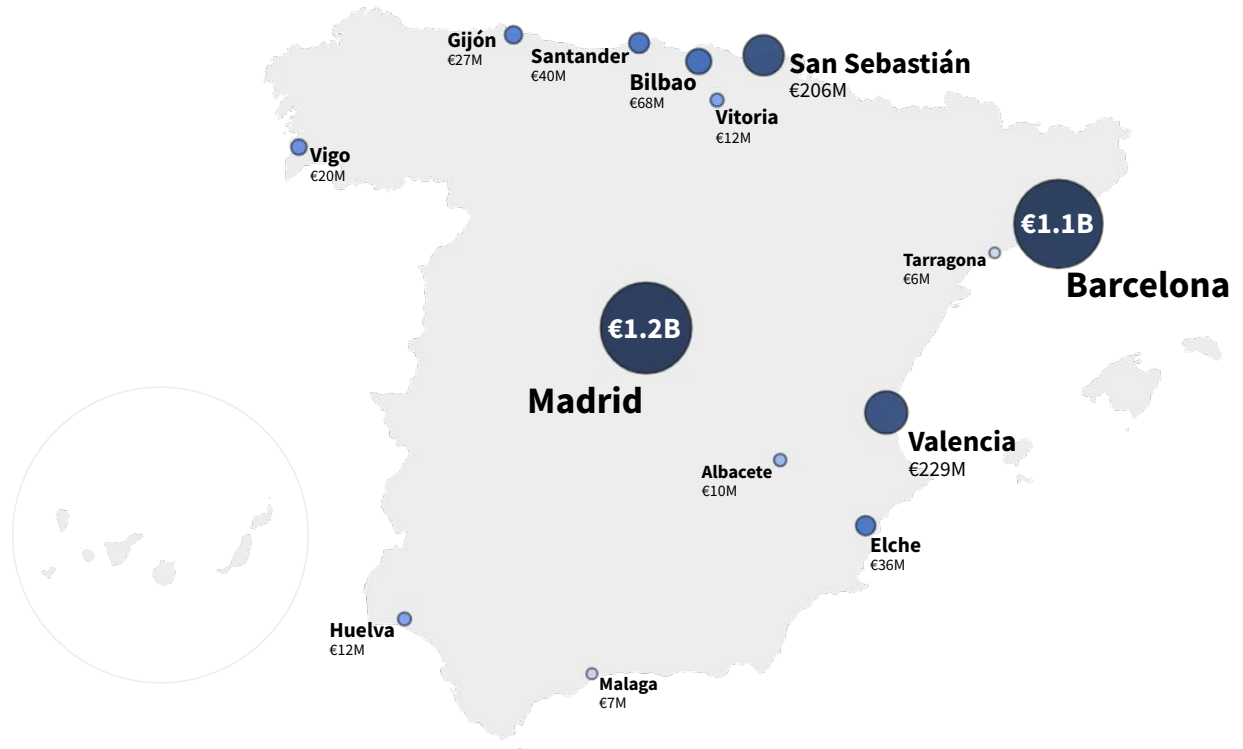 Gijón
€27M
Santander
€40M
Bilbao
€68M
San Sebastián
€206M
Vitoria
€12M
Vigo
€20M
€1.1B
Barcelona
Tarragona
€6M
€1.2B
Madrid
Valencia
€229M
Albacete
€10M
Elche
€36M
Huelva
€12M
Malaga
€7M